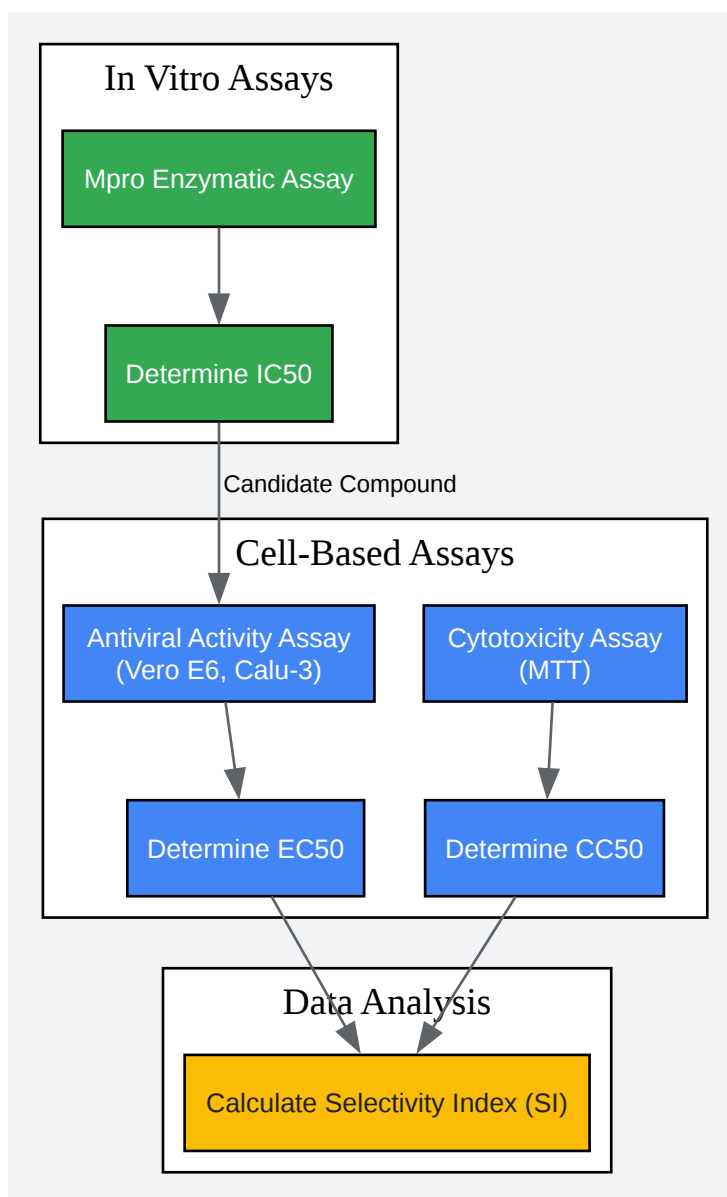 In Vitro Assays
Mpro Enzymatic Assay
Determine IC50
Candidate Compound
Cell-Based Assays
Antiviral Activity Assay
(Vero E6, Calu-3)
Cytotoxicity Assay
(MTT)
Determine EC50
Determine CC50
Data Analysis
Calculate Selectivity Index (SI)